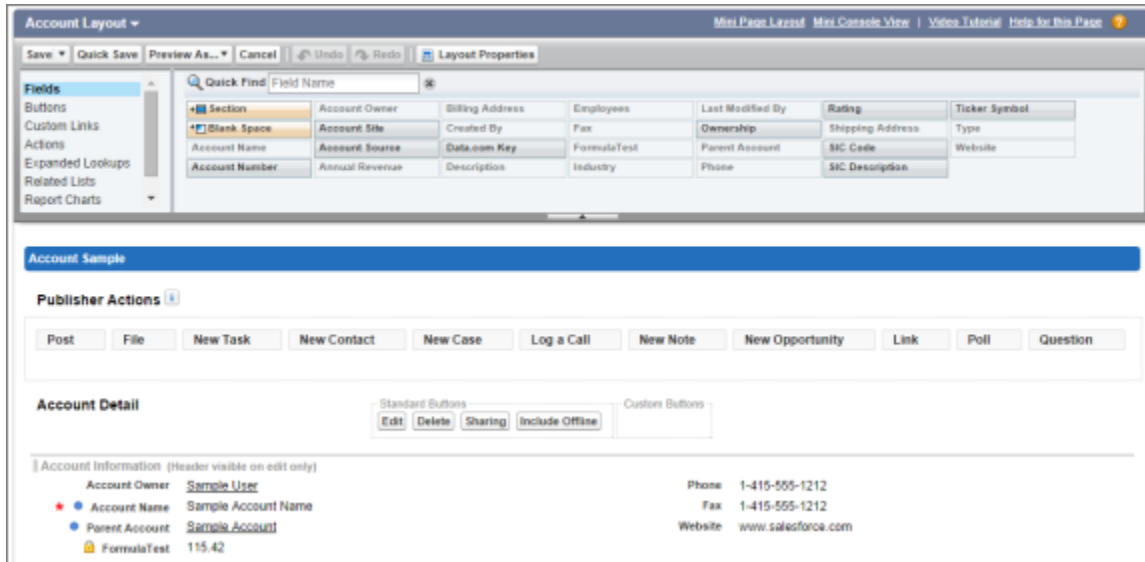 Account Layout
Mini Page Layout Mini Console View | Video Tutorial Help for this Page
Save Quick Save Preview As... Cancel Undo Redo Layout Properties
Fields
Buttons
Custom Links
Actions
Expanded Lookups
Related Lists
Report Charts
Quick Find Field Name
Section Account Owner Billing Address Employees Last Modified By Rating Ticker Symbol
Blank Space Account Site Created By Fax Ownership Shipping Address Type
Account Name Account Source Data.com Key FormulaTest Parent Account SIC Code Website
Account Number Annual Revenue Description Industry Phone SIC Description
Account Sample
Publisher Actions
Post File New Task New Contact New Case Log a Call New Note New Opportunity Link Poll Question
Account Detail
Standard Buttons
Edit Delete Sharing Include Offline
Custom Buttons
Account Information (Header visible on edit only)
Account Owner Sample User Phone 1-415-555-1212
Account Name Sample Account Name Fax 1-415-555-1212
Parent Account Sample Account Website www.salesforce.com
FormulaTest 115.42